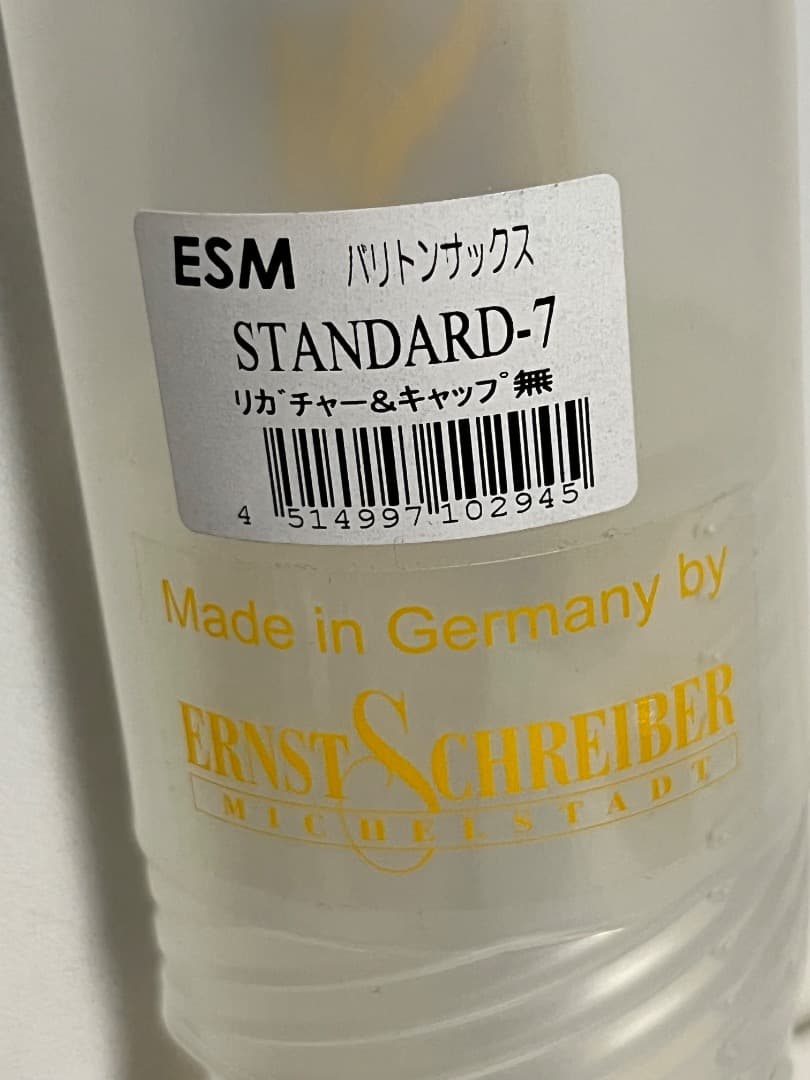 ESM バリトンナックス
STANDARD-7
リガチャー&キャップ無
4 514997 102945
Made in Germany by
ERNST SCHREIBER
MICHELSTADT